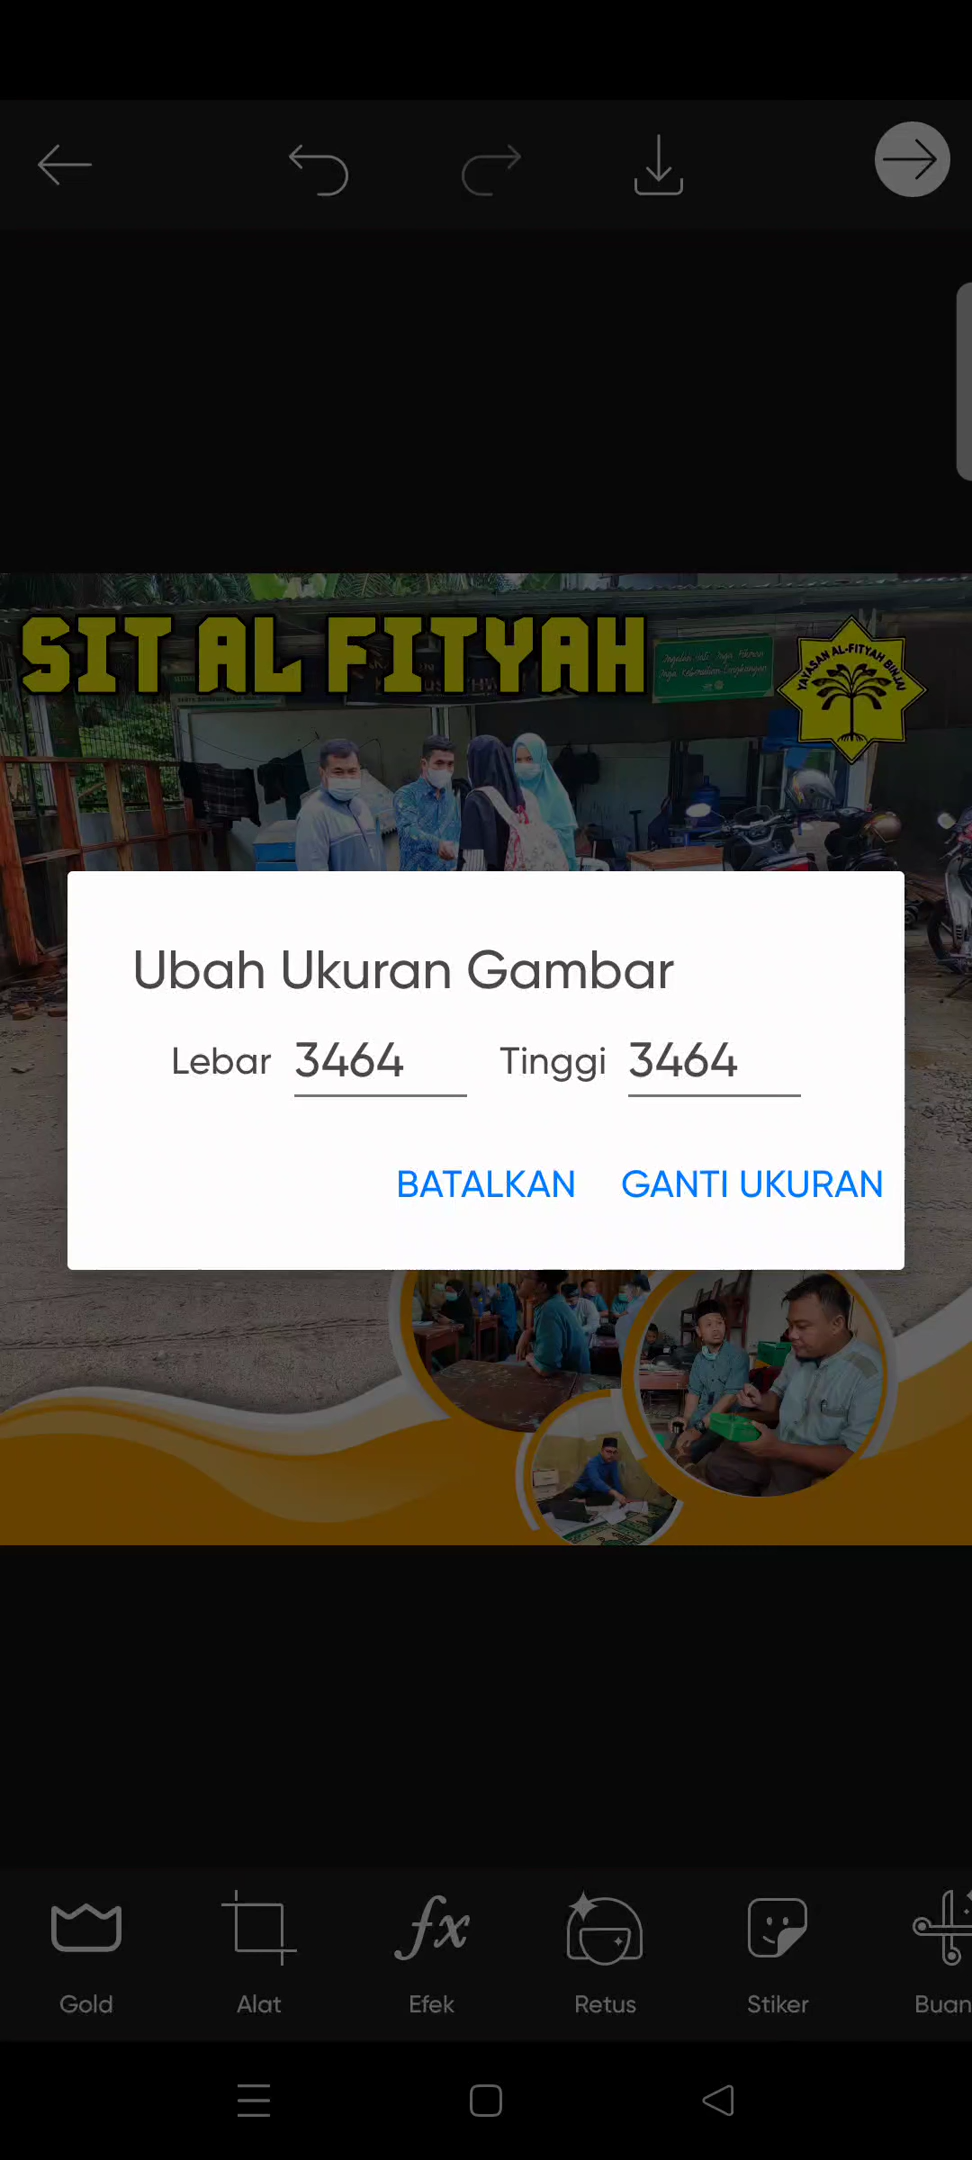 SIT AL FITYAH
YAYASAN AL-FITYAH BINJAI
Ubah Ukuran Gambar
Lebar 3464 Tinggi 3464
BATALKAN GANTI UKURAN
Gold Alat Efek Retus Stiker Buan